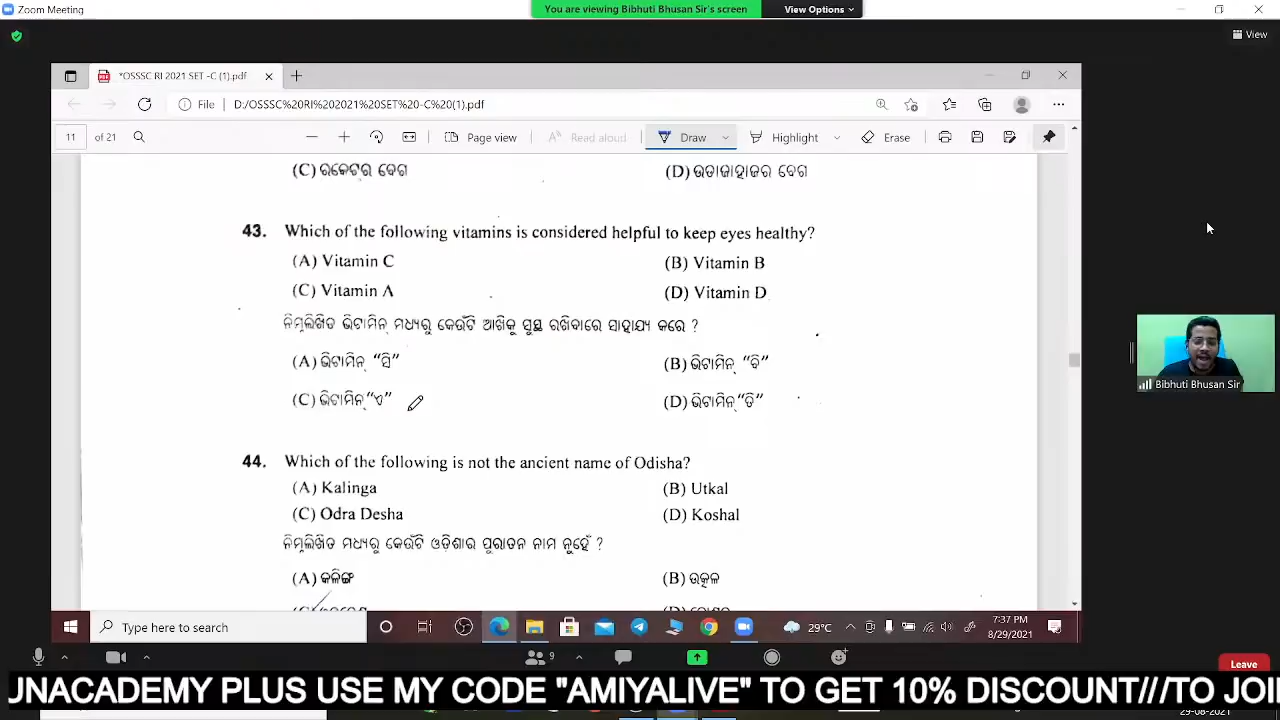 Zoom Meeting
You are viewing Bibhuti Bhusan Sir's screen
View Options
View
*OSSSC RI 2021 SET -C (1).pdf
File
D:/OSSSC%20RI%202021%20SET%20-C%20(1).pdf
11 of 21
Page view
Read aloud
Draw
Highlight
Erase
(C) ରକେଟ୍‌ର ବେଗ
(D) ଉଡାଜାହାଜର ବେଗ
43. Which of the following vitamins is considered helpful to keep eyes healthy?
(A) Vitamin C
(B) Vitamin B
(C) Vitamin A
(D) Vitamin D
ନିମ୍ନଲିଖିତ ଭିଟାମିନ୍ ମଧ୍ୟରୁ କେଉଁଟି ଆଖିକୁ ସୁସ୍ଥ ରଖିବାରେ ସାହାଯ୍ୟ କରେ ?
(A) ଭିଟାମିନ୍ “ସି”
(B) ଭିଟାମିନ୍ “ବି”
(C) ଭିଟାମିନ୍ “ଏ”
(D) ଭିଟାମିନ୍ “ଡି”
44. Which of the following is not the ancient name of Odisha?
(A) Kalinga
(B) Utkal
(C) Odra Desha
(D) Koshal
ନିମ୍ନଲିଖିତ ମଧ୍ୟରୁ କେଉଁଟି ଓଡ଼ିଶାର ପୁରାତନ ନାମ ନୁହେଁ ?
(A) କଳିଙ୍ଗ
(B) ଉତ୍କଳ
Bibhuti Bhusan Sir
Type here to search
29°C
7:37 PM
8/29/2021
9
Leave
JNACADEMY PLUS USE MY CODE "AMIYALIVE" TO GET 10% DISCOUNT///TO JOI
29-08-2021